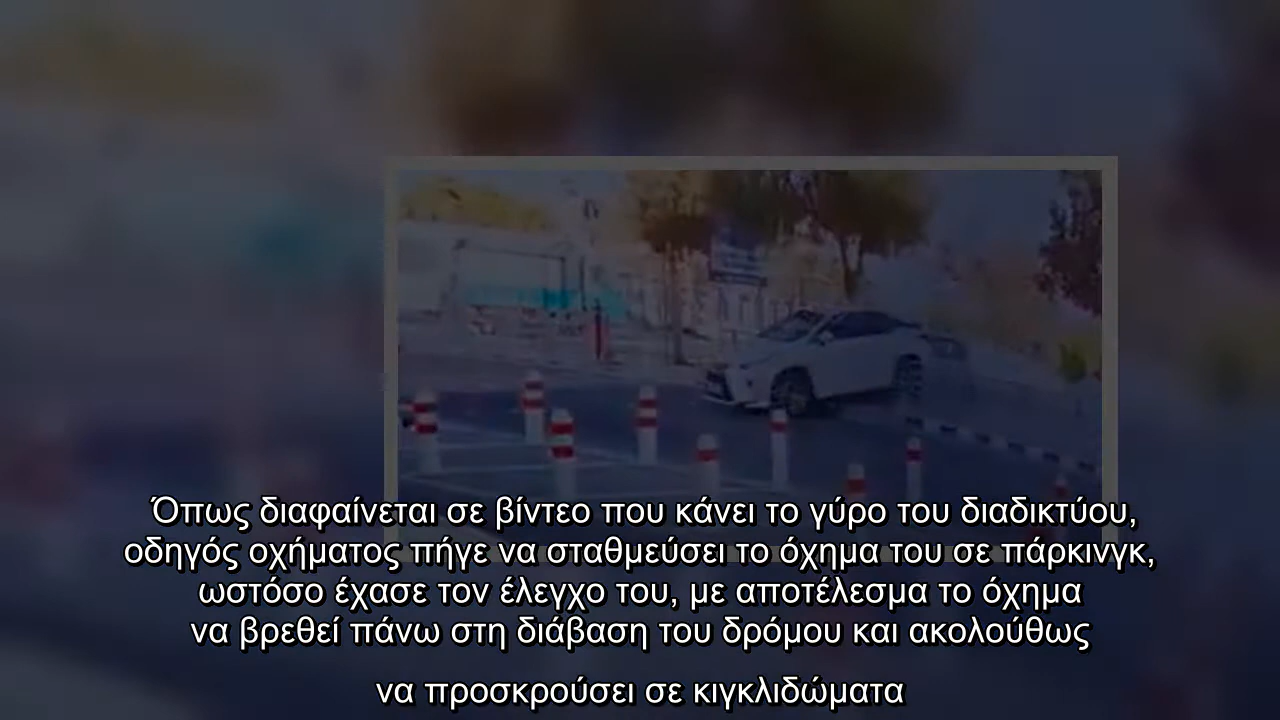 Όπως διαφαίνεται σε βίντεο που κάνει το γύρο του διαδικτύου,
οδηγός οχήματος πήγε να σταθμεύσει το όχημα του σε πάρκινγκ,
ωστόσο έχασε τον έλεγχο του, με αποτέλεσμα το όχημα
να βρεθεί πάνω στη διάβαση του δρόμου και ακολούθως
να προσκρούσει σε κιγκλιδώματα